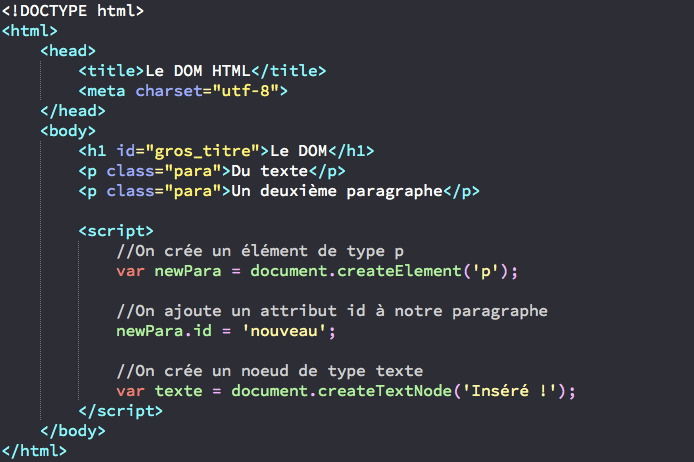 <!DOCTYPE html>
<html>
    <head>
        <title>Le DOM HTML</title>
        <meta charset="utf-8">
    </head>
    <body>
        <h1 id="gros_titre">Le DOM</h1>
        <p class="para">Du texte</p>
        <p class="para">Un deuxième paragraphe</p>

        <script>
            //On crée un élément de type p
            var newPara = document.createElement('p');

            //On ajoute un attribut id à notre paragraphe
            newPara.id = 'nouveau';

            //On crée un noeud de type texte
            var texte = document.createTextNode('Inséré !');
        </script>
    </body>
</html>